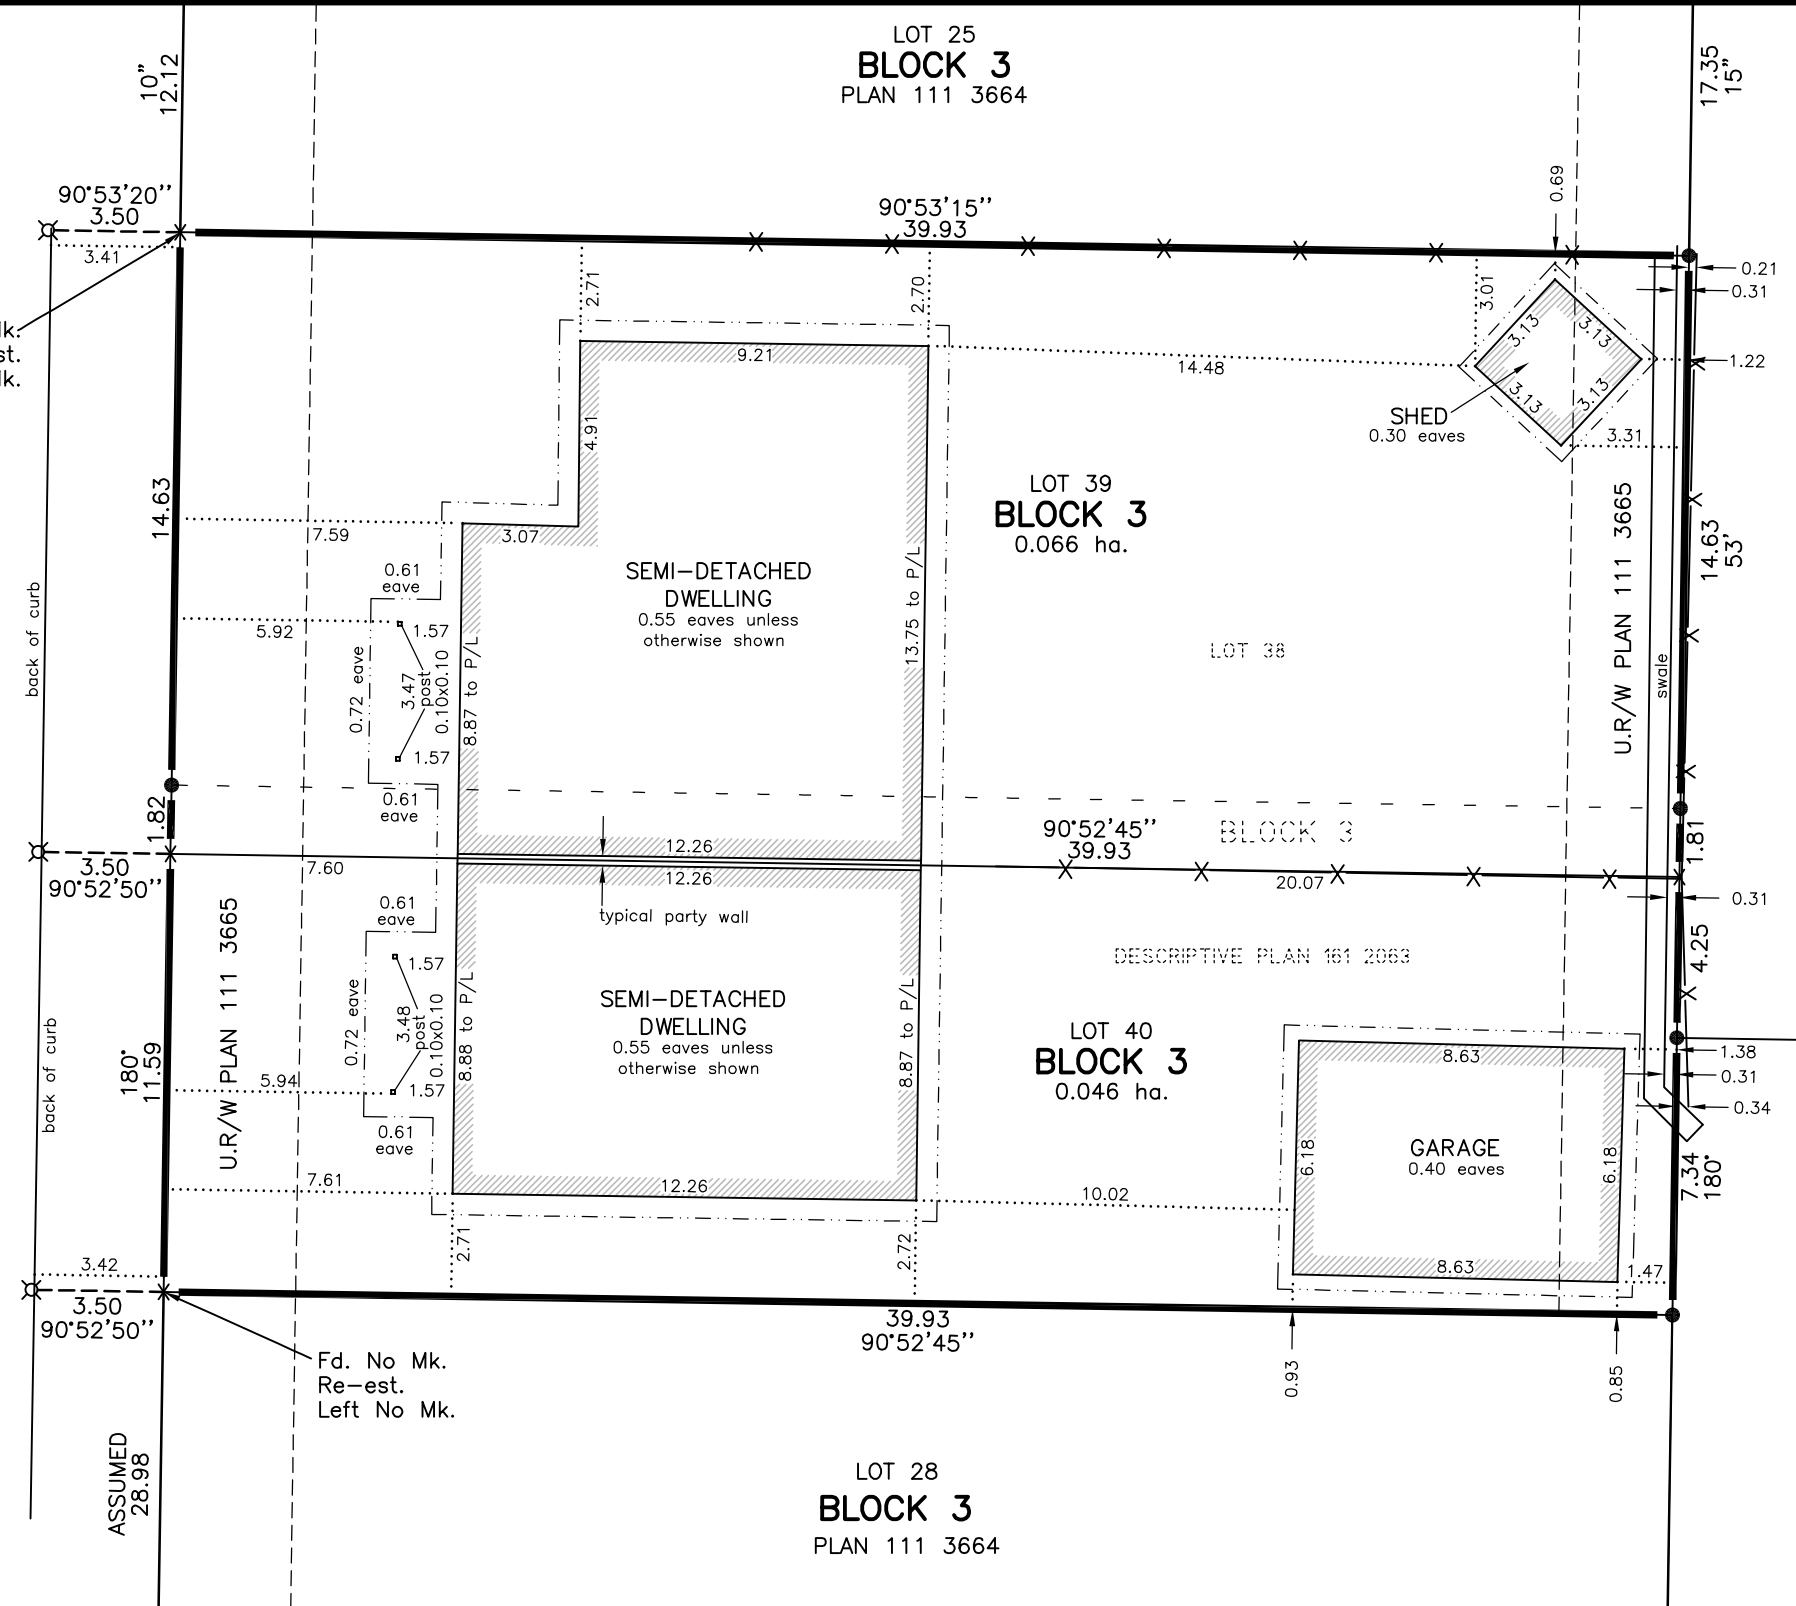 LOT 25
BLOCK 3
PLAN 111 3664
10"
12.12
17.35
15"
90°53'20''
3.50
3.41
90°53'15''
39.93
0.69
0.21
0.31
1.22
lk.
st.
lk.
2.71
2.70
3.01
9.21
4.91
14.48
3.13
3.13
3.13
3.13
SHED
0.30 eaves
3.31
14.63
7.59
3.07
LOT 39
BLOCK 3
0.066 ha.
U.R/W PLAN 111 3665
14.63
53'
swale
SEMI-DETACHED
DWELLING
0.55 eaves unless
otherwise shown
0.61
eave
5.92
1.57
0.72 eave
3.47
post
0.10x0.10
8.87 to P/L
13.75 to P/L
1.57
0.61
eave
LOT 38
back of curb
1.82
12.26
90°52'45''
39.93
BLOCK 3
1.81
3.50
90°52'50''
7.60
12.26
20.07
0.31
typical party wall
0.61
eave
U.R/W PLAN 111 3665
DESCRIPTIVE PLAN 161 2063
4.25
1.57
0.72 eave
3.48
post
0.10x0.10
8.88 to P/L
8.87 to P/L
SEMI-DETACHED
DWELLING
0.55 eaves unless
otherwise shown
LOT 40
BLOCK 3
0.046 ha.
8.63
1.38
0.31
0.34
back of curb
180°
11.59
5.94
1.57
0.61
eave
6.18
GARAGE
0.40 eaves
6.18
7.34
180°
7.61
12.26
10.02
2.71
2.72
3.42
8.63
1.47
3.50
90°52'50''
39.93
90°52'45''
0.93
0.85
Fd. No Mk.
Re-est.
Left No Mk.
ASSUMED
28.98
LOT 28
BLOCK 3
PLAN 111 3664